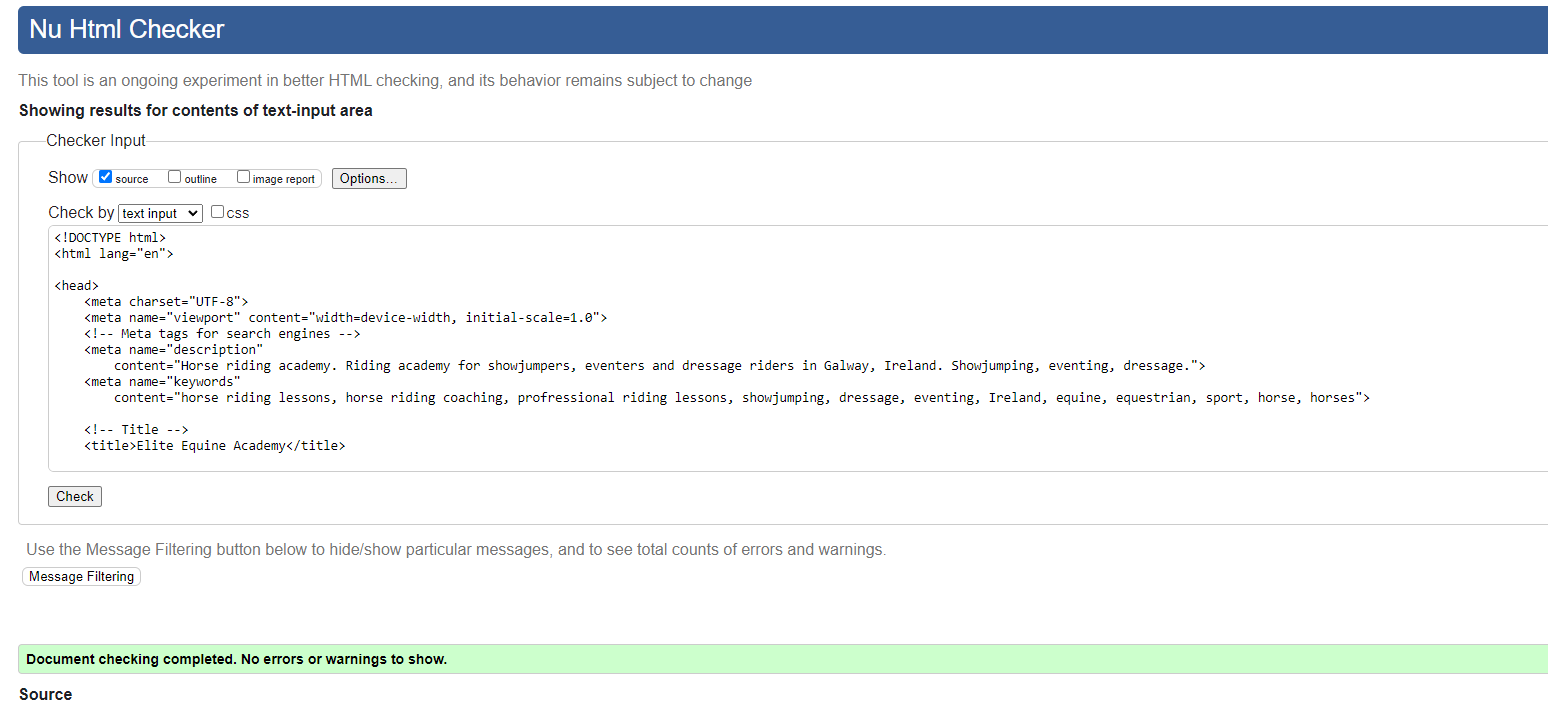 Nu Html Checker
This tool is an ongoing experiment in better HTML checking, and its behavior remains subject to change
Showing results for contents of text-input area
Checker Input
Show source outline image report Options...
Check by text input css
<!DOCTYPE html>
<html lang="en">
<head>
<meta charset="UTF-8">
<meta name="viewport" content="width=device-width, initial-scale=1.0">
<!-- Meta tags for search engines -->
<meta name="description"
content="Horse riding academy. Riding academy for showjumpers, eventers and dressage riders in Galway, Ireland. Showjumping, eventing, dressage.">
<meta name="keywords"
content="horse riding lessons, horse riding coaching, profressional riding lessons, showjumping, dressage, eventing, Ireland, equine, equestrian, sport, horse, horses">
<!-- Title -->
<title>Elite Equine Academy</title>
Check
Use the Message Filtering button below to hide/show particular messages, and to see total counts of errors and warnings.
Message Filtering
Document checking completed. No errors or warnings to show.
Source